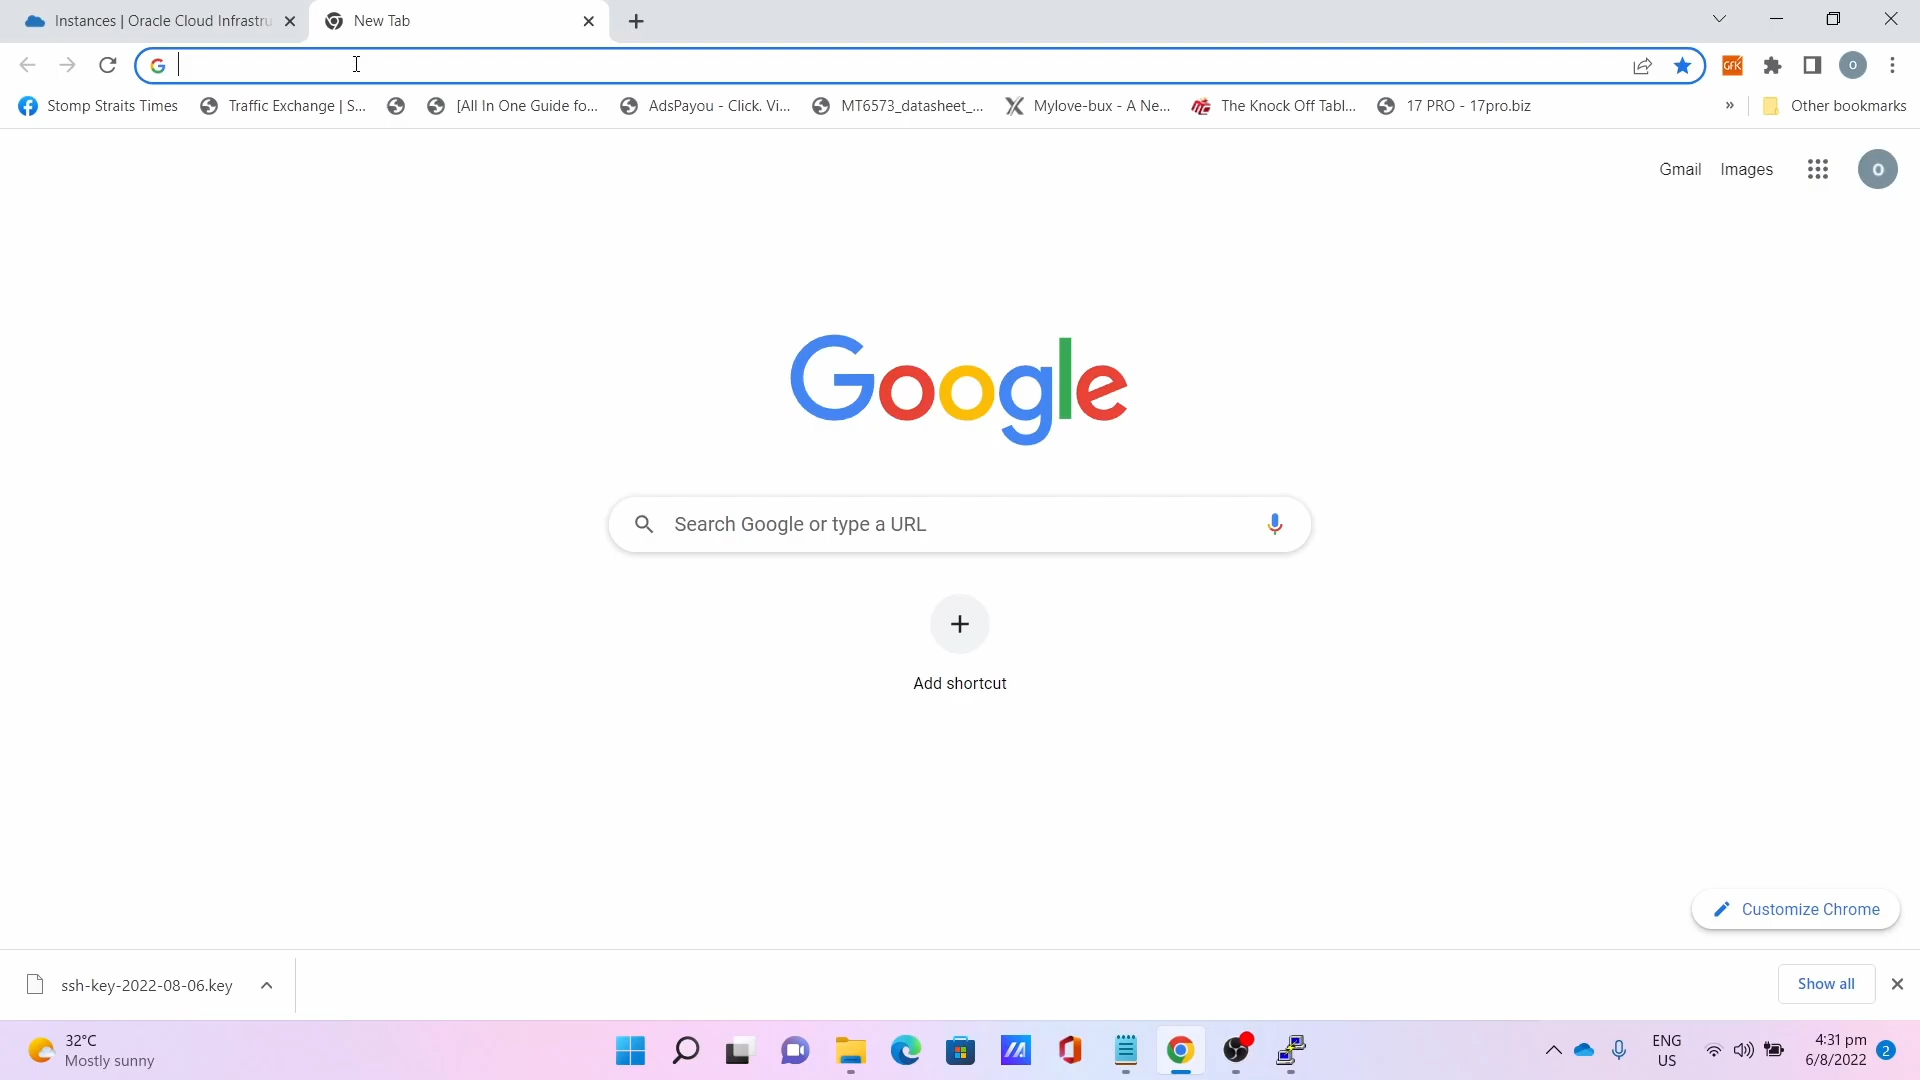 Instances | Oracle Cloud Infrastru
New Tab
Stomp Straits Times
Traffic Exchange | S...
[All In One Guide fo...
AdsPayou - Click. Vi...
MT6573_datasheet_...
Mylove-bux - A Ne...
The Knock Off Tabl...
17 PRO - 17pro.biz
»
Other bookmarks
GFK
O
Gmail
Images
O
Google
Search Google or type a URL
Add shortcut
Customize Chrome
ssh-key-2022-08-06.key
Show all
32°C
Mostly sunny
ENG
US
4:31 pm
6/8/2022
2